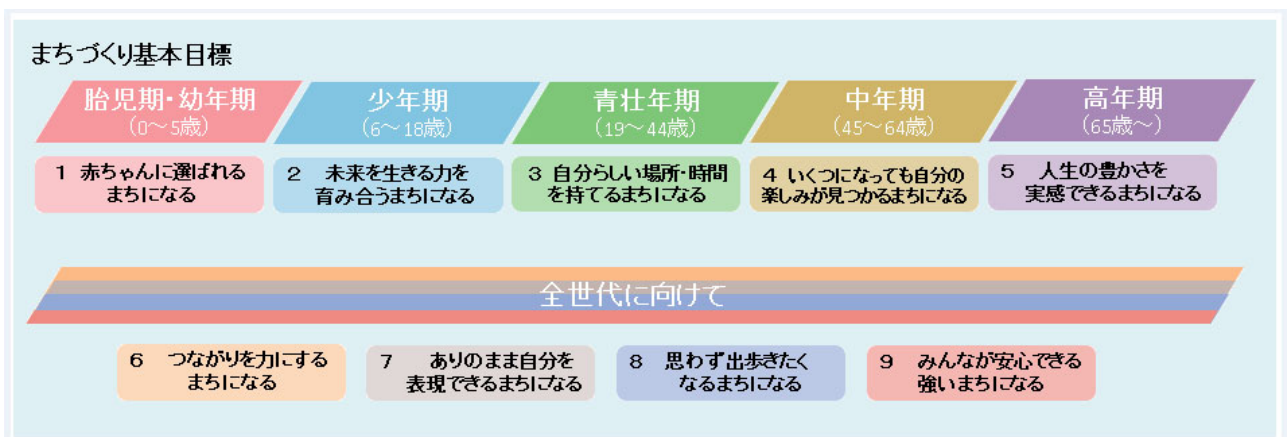 まちづくり基本目標
胎児期・幼年期
(0～5歳)
少年期
(6～18歳)
青壮年期
(19～44歳)
中年期
(45～64歳)
高年期
(65歳～)
1 赤ちゃんに選ばれる
まちになる
2 未来を生きる力を
育み合うまちになる
3 自分らしい場所・時間
を持てるまちになる
4 いくつになっても自分の
楽しみが見つかるまちになる
5 人生の豊かさを
実感できるまちになる
全世代に向けて
6 つながりを力にする
まちになる
7 ありのまま自分を
表現できるまちになる
8 思わず出歩きたく
なるまちになる
9 みんなが安心できる
強いまちになる